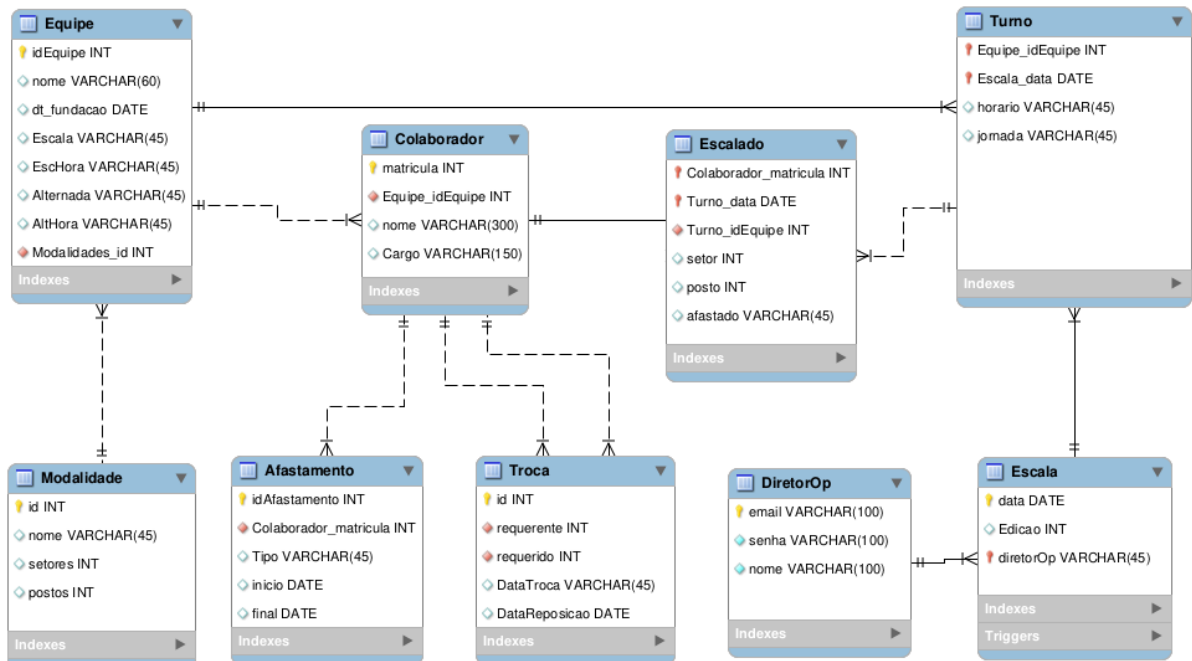 Equipe
idEquipe INT
nome VARCHAR(60)
dt_fundacao DATE
Escala VARCHAR(45)
EscHora VARCHAR(45)
Alternada VARCHAR(45)
AltHora VARCHAR(45)
Modalidades_id INT
Indexes
Colaborador
matricula INT
Equipe_idEquipe INT
nome VARCHAR(300)
Cargo VARCHAR(150)
Indexes
Escalado
Colaborador_matricula INT
Turno_data DATE
Turno_idEquipe INT
setor INT
posto INT
afastado VARCHAR(45)
Indexes
Turno
Equipe_idEquipe INT
Escala_data DATE
horario VARCHAR(45)
jornada VARCHAR(45)
Indexes
Modalidade
id INT
nome VARCHAR(45)
setores INT
postos INT
Indexes
Afastamento
idAfastamento INT
Colaborador_matricula INT
Tipo VARCHAR(45)
inicio DATE
final DATE
Indexes
Troca
id INT
requerente INT
requerido INT
DataTroca VARCHAR(45)
DataReposicao DATE
Indexes
DiretorOp
email VARCHAR(100)
senha VARCHAR(100)
nome VARCHAR(100)
Indexes
Escala
data DATE
Edicao INT
diretorOp VARCHAR(45)
Indexes
Triggers